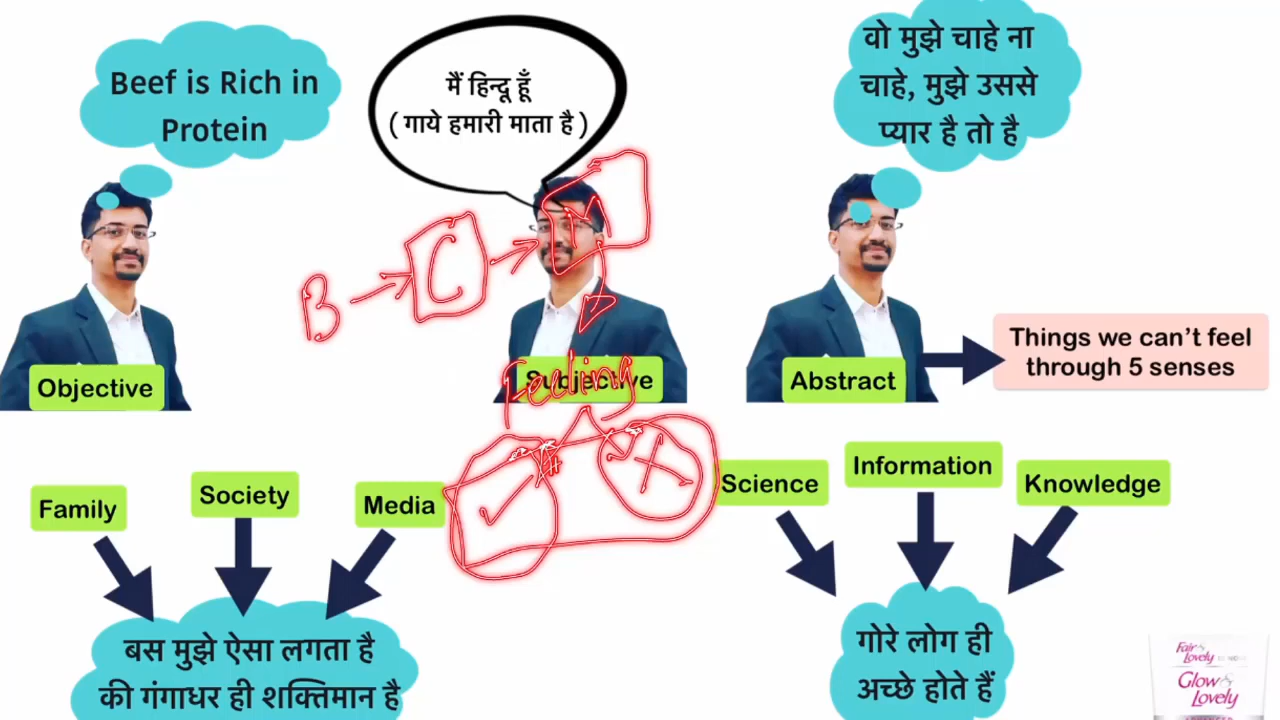 Beef is Rich in
Protein
मैं हिन्दू हूँ
( गाये हमारी माता है )
वो मुझे चाहे ना
चाहे, मुझे उससे
प्यार है तो है
B
C
M
Things we can't feel
through 5 senses
Objective
Subjective
Feeling
Abstract
Family
Society
Media
Science
Information
Knowledge
बस मुझे ऐसा लगता है
की गंगाधर ही शक्तिमान है
गोरे लोग ही
अच्छे होते हैं
Fair &
Lovely
Glow &
Lovely